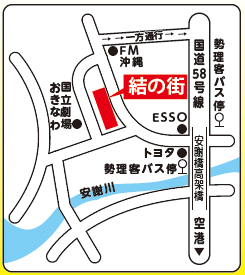 一方通行
FM
沖縄
国道58号線
勢理客バス停
結の街
国立劇場
おきなわ
ESSO
トヨタ
勢理客バス停
安謝橋高架橋
安謝川
空港